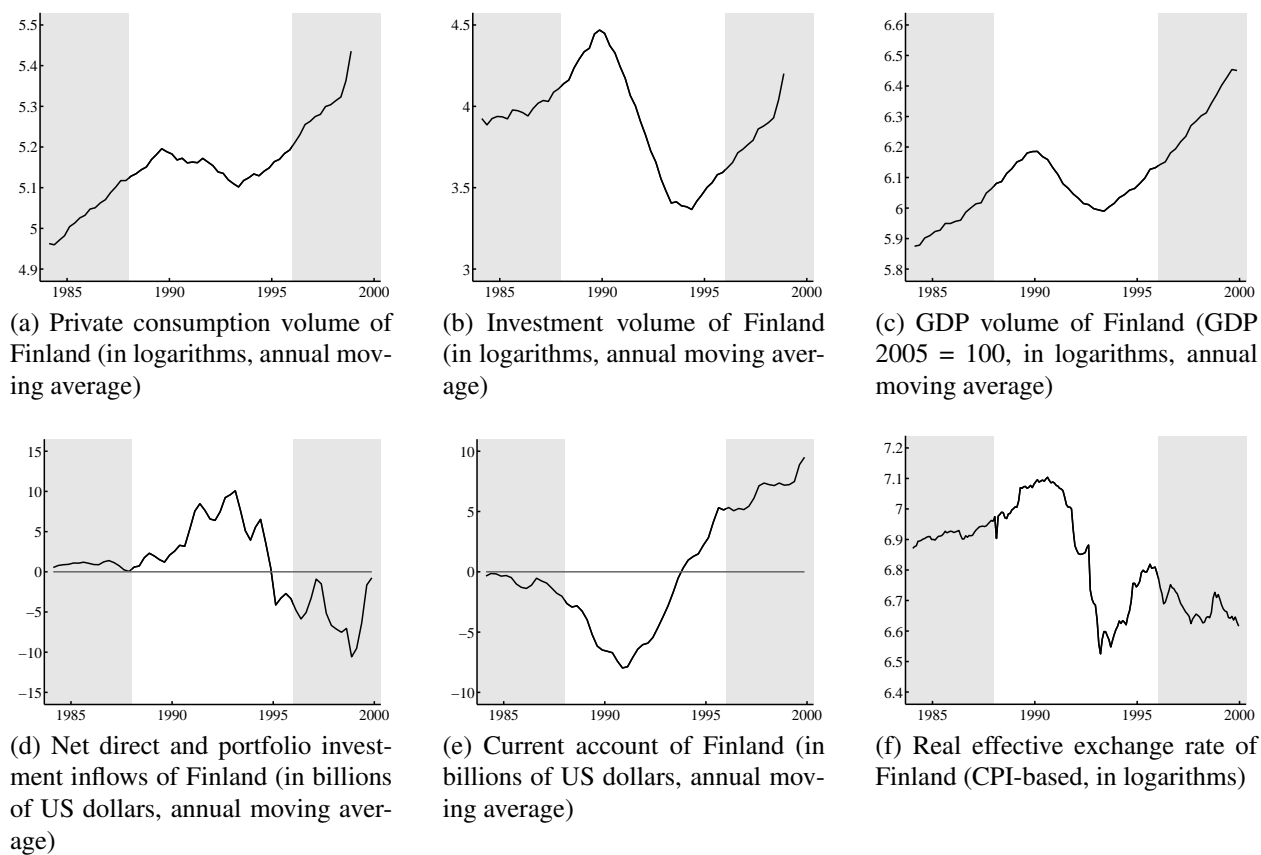 5.5
5.4
5.3
5.2
5.1
5
4.9
1985 1990 1995 2000
(a) Private consumption volume of
Finland (in logarithms, annual mov-
ing average)
4.5
4
3.5
3
1985 1990 1995 2000
(b) Investment volume of Finland
(in logarithms, annual moving aver-
age)
6.6
6.5
6.4
6.3
6.2
6.1
6
5.9
5.8
1985 1990 1995 2000
(c) GDP volume of Finland (GDP
2005 = 100, in logarithms, annual
moving average)
15
10
5
0
−5
−10
−15
1985 1990 1995 2000
(d) Net direct and portfolio invest-
ment inflows of Finland (in billions
of US dollars, annual moving aver-
age)
10
5
0
−5
−10
1985 1990 1995 2000
(e) Current account of Finland (in
billions of US dollars, annual mov-
ing average)
7.2
7.1
7
6.9
6.8
6.7
6.6
6.5
6.4
1985 1990 1995 2000
(f) Real effective exchange rate of
Finland (CPI-based, in logarithms)